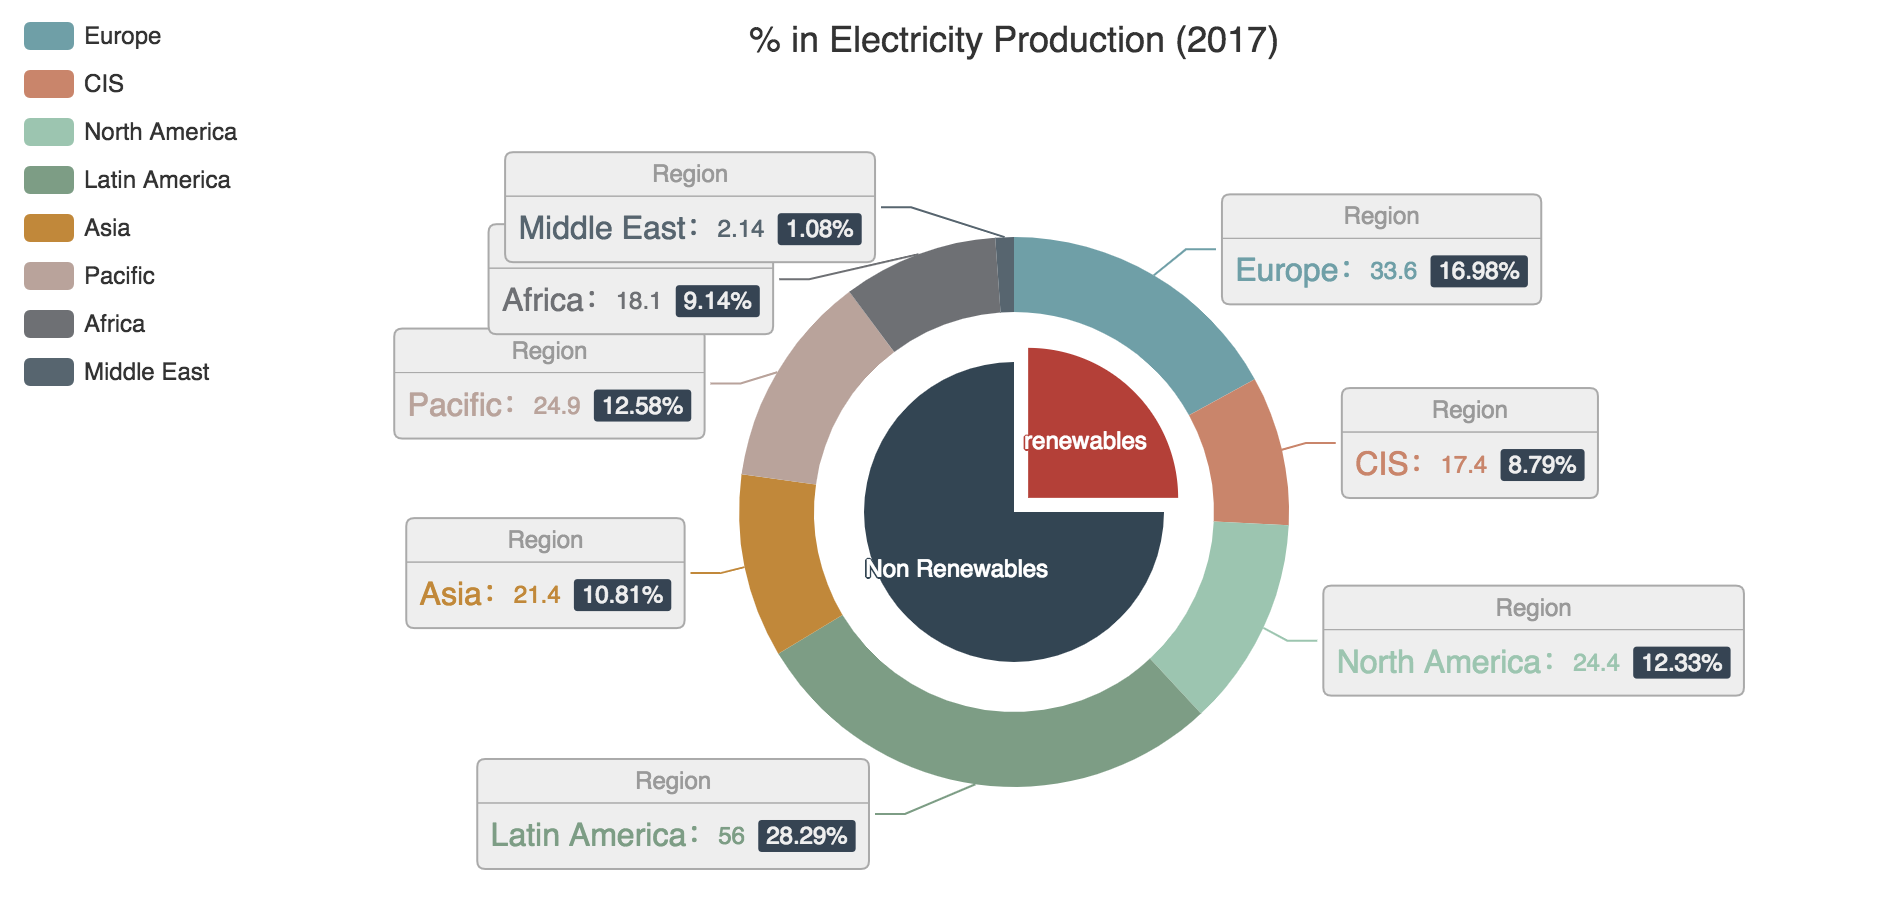 % in Electricity Production (2017)
Europe
CIS
North America
Latin America
Asia
Pacific
Africa
Middle East
Region
Middle East: 2.14 1.08%
Africa: 18.1 9.14%
Region
Pacific: 24.9 12.58%
Region
Asia: 21.4 10.81%
Region
Latin America: 56 28.29%
Region
Europe: 33.6 16.98%
Region
CIS: 17.4 8.79%
Region
North America: 24.4 12.33%
renewables
Non Renewables